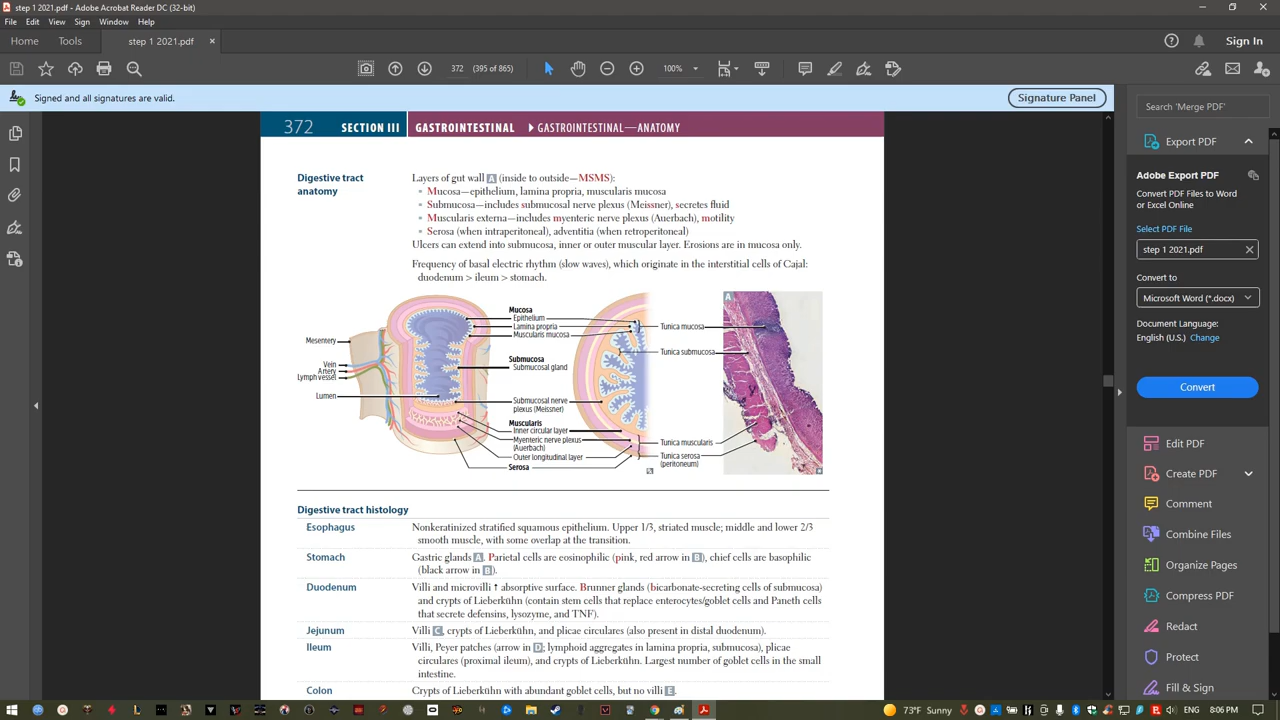 step 1 2021.pdf - Adobe Acrobat Reader DC (32-bit)
File Edit View Sign Window Help
Home Tools step 1 2021.pdf × Sign In
372 (395 of 865) 100%
Signed and all signatures are valid. Signature Panel
372 SECTION III GASTROINTESTINAL GASTROINTESTINAL—ANATOMY
Digestive tract
anatomy
Layers of gut wall A (inside to outside—MSMS):
Mucosa—epithelium, lamina propria, muscularis mucosa
Submucosa—includes submucosal nerve plexus (Meissner), secretes fluid
Muscularis externa—includes myenteric nerve plexus (Auerbach), motility
Serosa (when intraperitoneal), adventitia (when retroperitoneal)
Ulcers can extend into submucosa, inner or outer muscular layer. Erosions are in mucosa only.
Frequency of basal electric rhythm (slow waves), which originate in the interstitial cells of Cajal:
duodenum > ileum > stomach.
Mesentery
Vein
Artery
Lymph vessel
Lumen
Mucosa
Epithelium
Lamina propria
Muscularis mucosa
Submucosa
Submucosal gland
Submucosal nerve
plexus (Meissner)
Muscularis
Inner circular layer
Myenteric nerve plexus
(Auerbach)
Outer longitudinal layer
Serosa
Tunica mucosa
Tunica submucosa
Tunica muscularis
Tunica serosa
(peritoneum)
A
Digestive tract histology
Esophagus
Nonkeratinized stratified squamous epithelium. Upper 1/3, striated muscle; middle and lower 2/3
smooth muscle, with some overlap at the transition.
Stomach
Gastric glands A. Parietal cells are eosinophilic (pink, red arrow in B), chief cells are basophilic
(black arrow in B).
Duodenum
Villi and microvilli ↑ absorptive surface. Brunner glands (bicarbonate-secreting cells of submucosa)
and crypts of Lieberkühn (contain stem cells that replace enterocytes/goblet cells and Paneth cells
that secrete defensins, lysozyme, and TNF).
Jejunum
Villi C, crypts of Lieberkühn, and plicae circulares (also present in distal duodenum).
Ileum
Villi, Peyer patches (arrow in D; lymphoid aggregates in lamina propria, submucosa), plicae
circulares (proximal ileum), and crypts of Lieberkühn. Largest number of goblet cells in the small
intestine.
Colon
Crypts of Lieberkühn with abundant goblet cells, but no villi E.
Search 'Merge PDF'
Export PDF
Adobe Export PDF
Convert PDF Files to Word
or Excel Online
Select PDF File
step 1 2021.pdf
Convert to
Microsoft Word (*.docx)
Document Language:
English (U.S.) Change
Convert
Edit PDF
Create PDF
Comment
Combine Files
Organize Pages
Compress PDF
Redact
Protect
Fill & Sign
73°F Sunny 8:06 PM